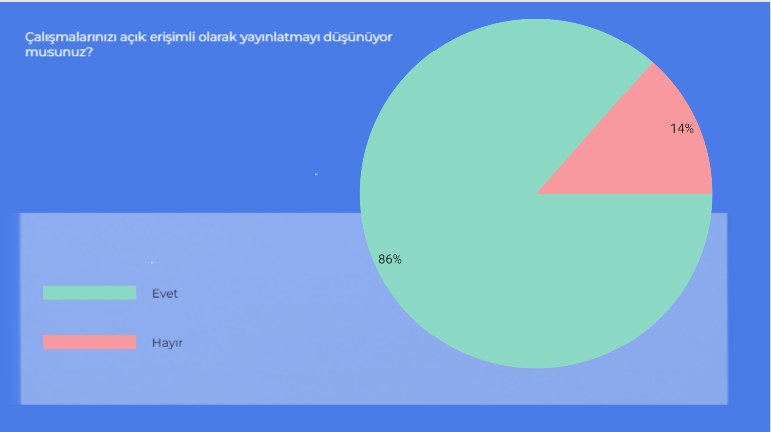 Çalışmalarınızı açık erişimli olarak yayınlatmayı düşünüyor
musunuz?
14%
86%
Evet
Hayır